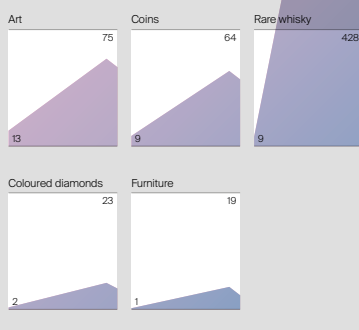 Art
75
13
Coins
64
9
Rare whisky
428
9
Coloured diamonds
23
2
Furniture
19
1